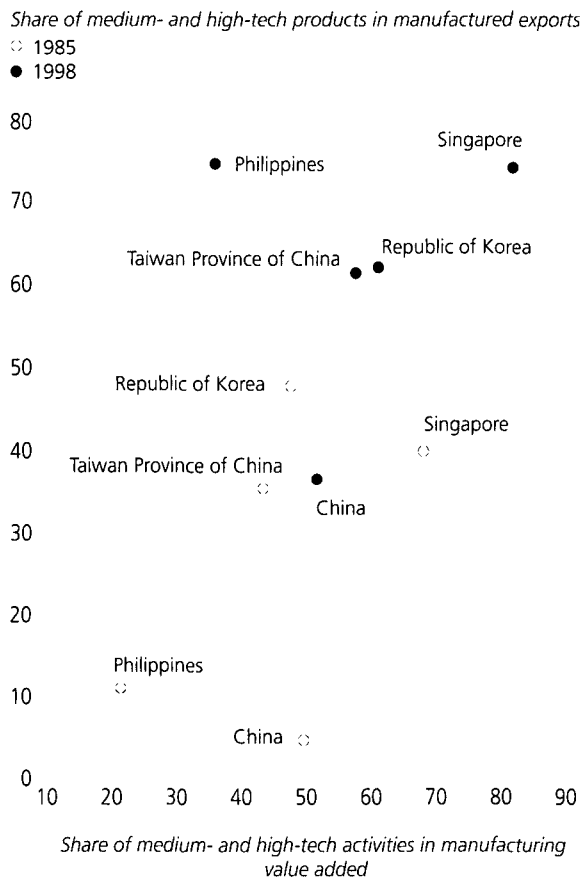 Share of medium- and high-tech products in manufactured exports
1985
1998
80
Singapore
Philippines
70
Republic of Korea
Taiwan Province of China
60
50
Republic of Korea
Singapore
40
Taiwan Province of China
China
30
20
Philippines
10
China
0
10 20 30 40 50 60 70 80 90
Share of medium- and high-tech activities in manufacturing
value added